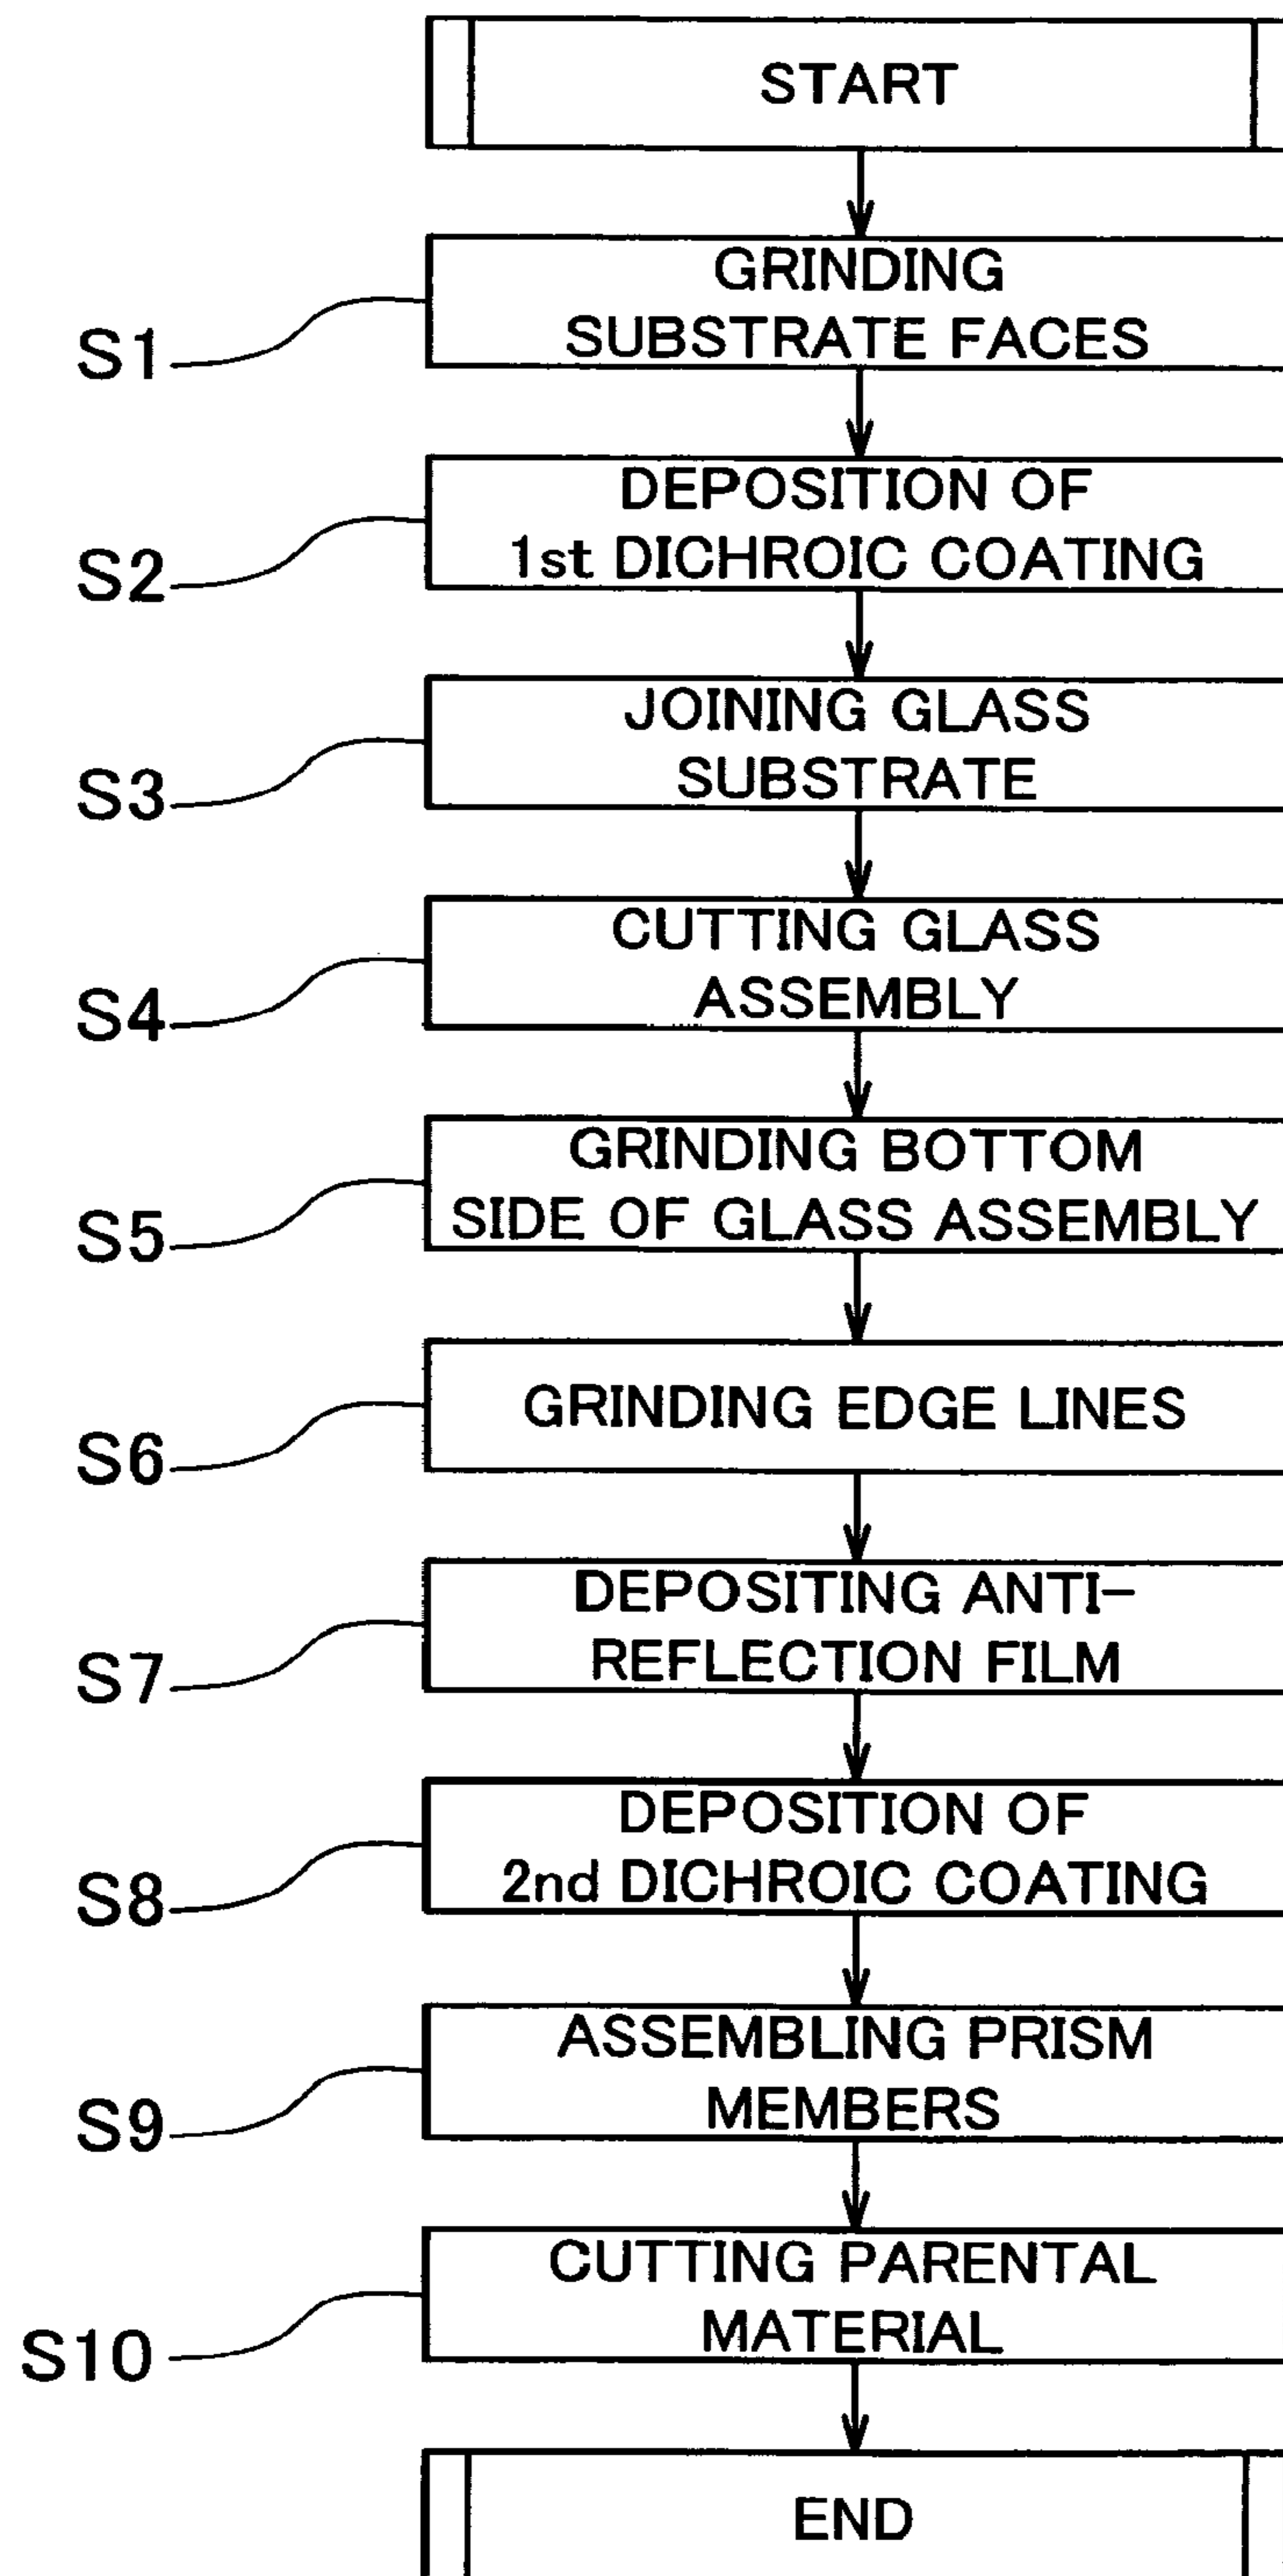 START
S1
GRINDING
SUBSTRATE FACES
S2
DEPOSITION OF
1st DICHROIC COATING
S3
JOINING GLASS
SUBSTRATE
S4
CUTTING GLASS
ASSEMBLY
S5
GRINDING BOTTOM
SIDE OF GLASS ASSEMBLY
S6
GRINDING EDGE LINES
S7
DEPOSITING ANTI-
REFLECTION FILM
S8
DEPOSITION OF
2nd DICHROIC COATING
S9
ASSEMBLING PRISM
MEMBERS
S10
CUTTING PARENTAL
MATERIAL
END